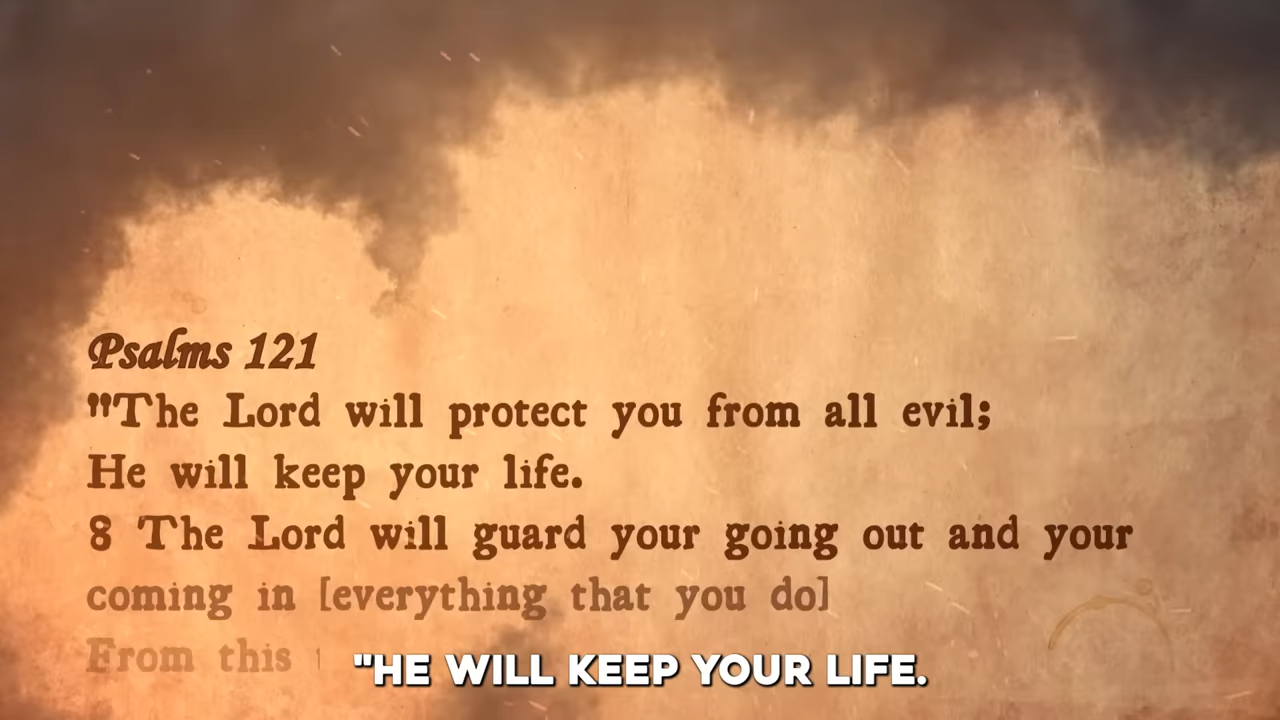 Psalms 121
"The Lord will protect you from all evil;
He will keep your life.
8 The Lord will guard your going out and your
coming in [everything that you do]
From this
"HE WILL KEEP YOUR LIFE.